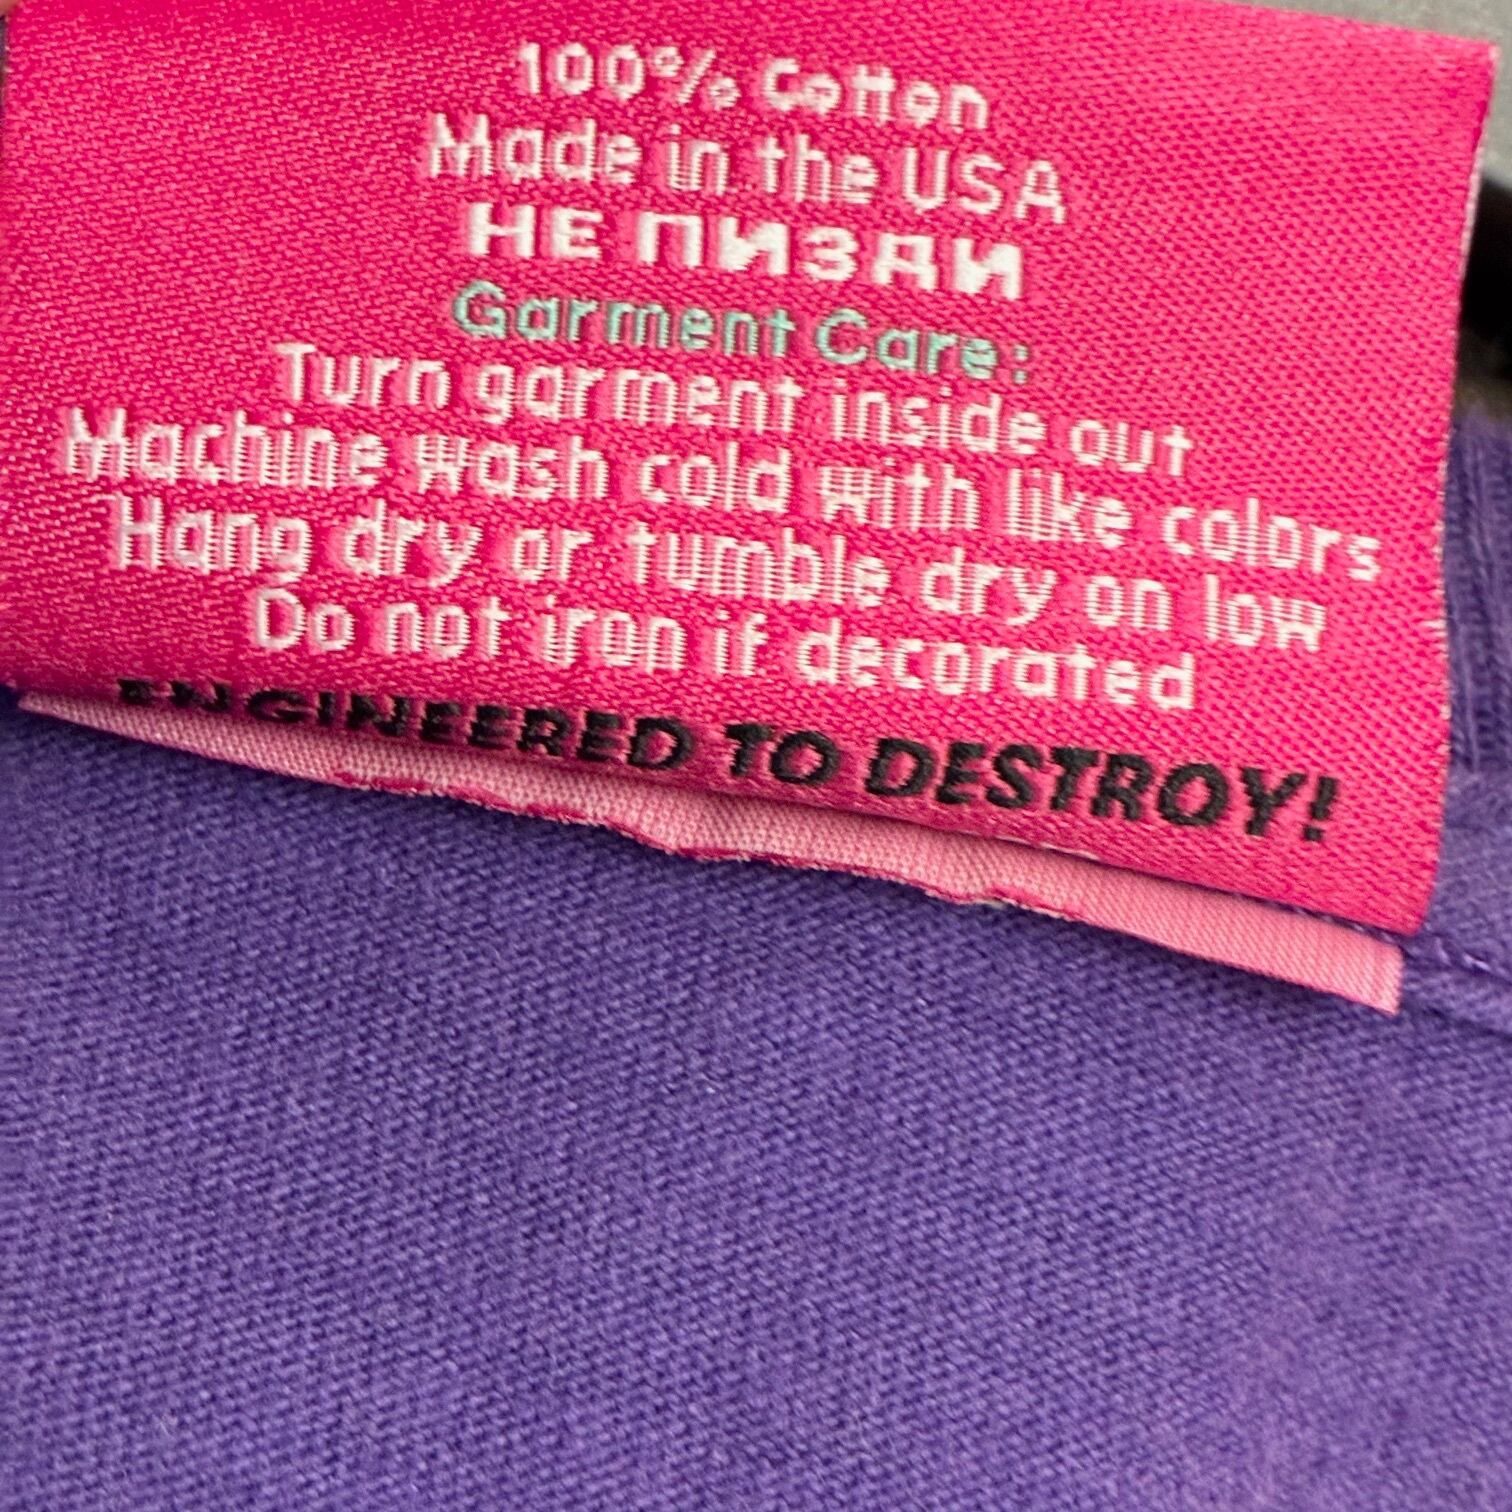 100% Cotton
Made in the USA
НЕ ПИЗДИ
Garment Care:
Turn garment inside out
Machine wash cold with like colors
Hang dry or tumble dry on low
Do not iron if decorated
ENGINEERED TO DESTROY!